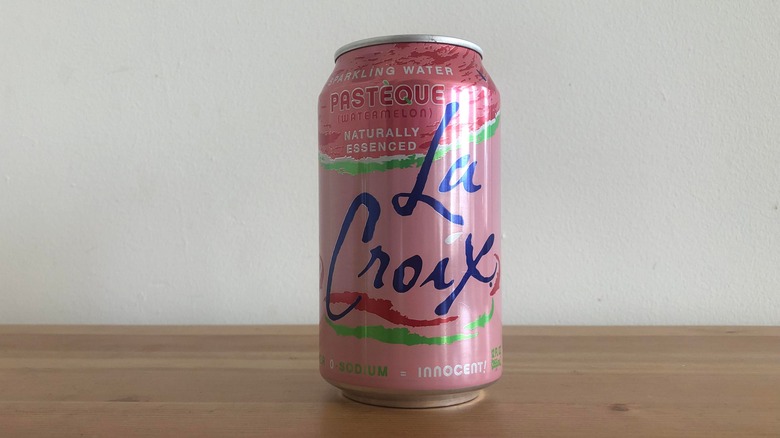 SPARKLING WATER
PASTÈQUE
(WATERMELON)
NATURALLY
ESSENCED
La
Croix
0 SODIUM = INNOCENT!